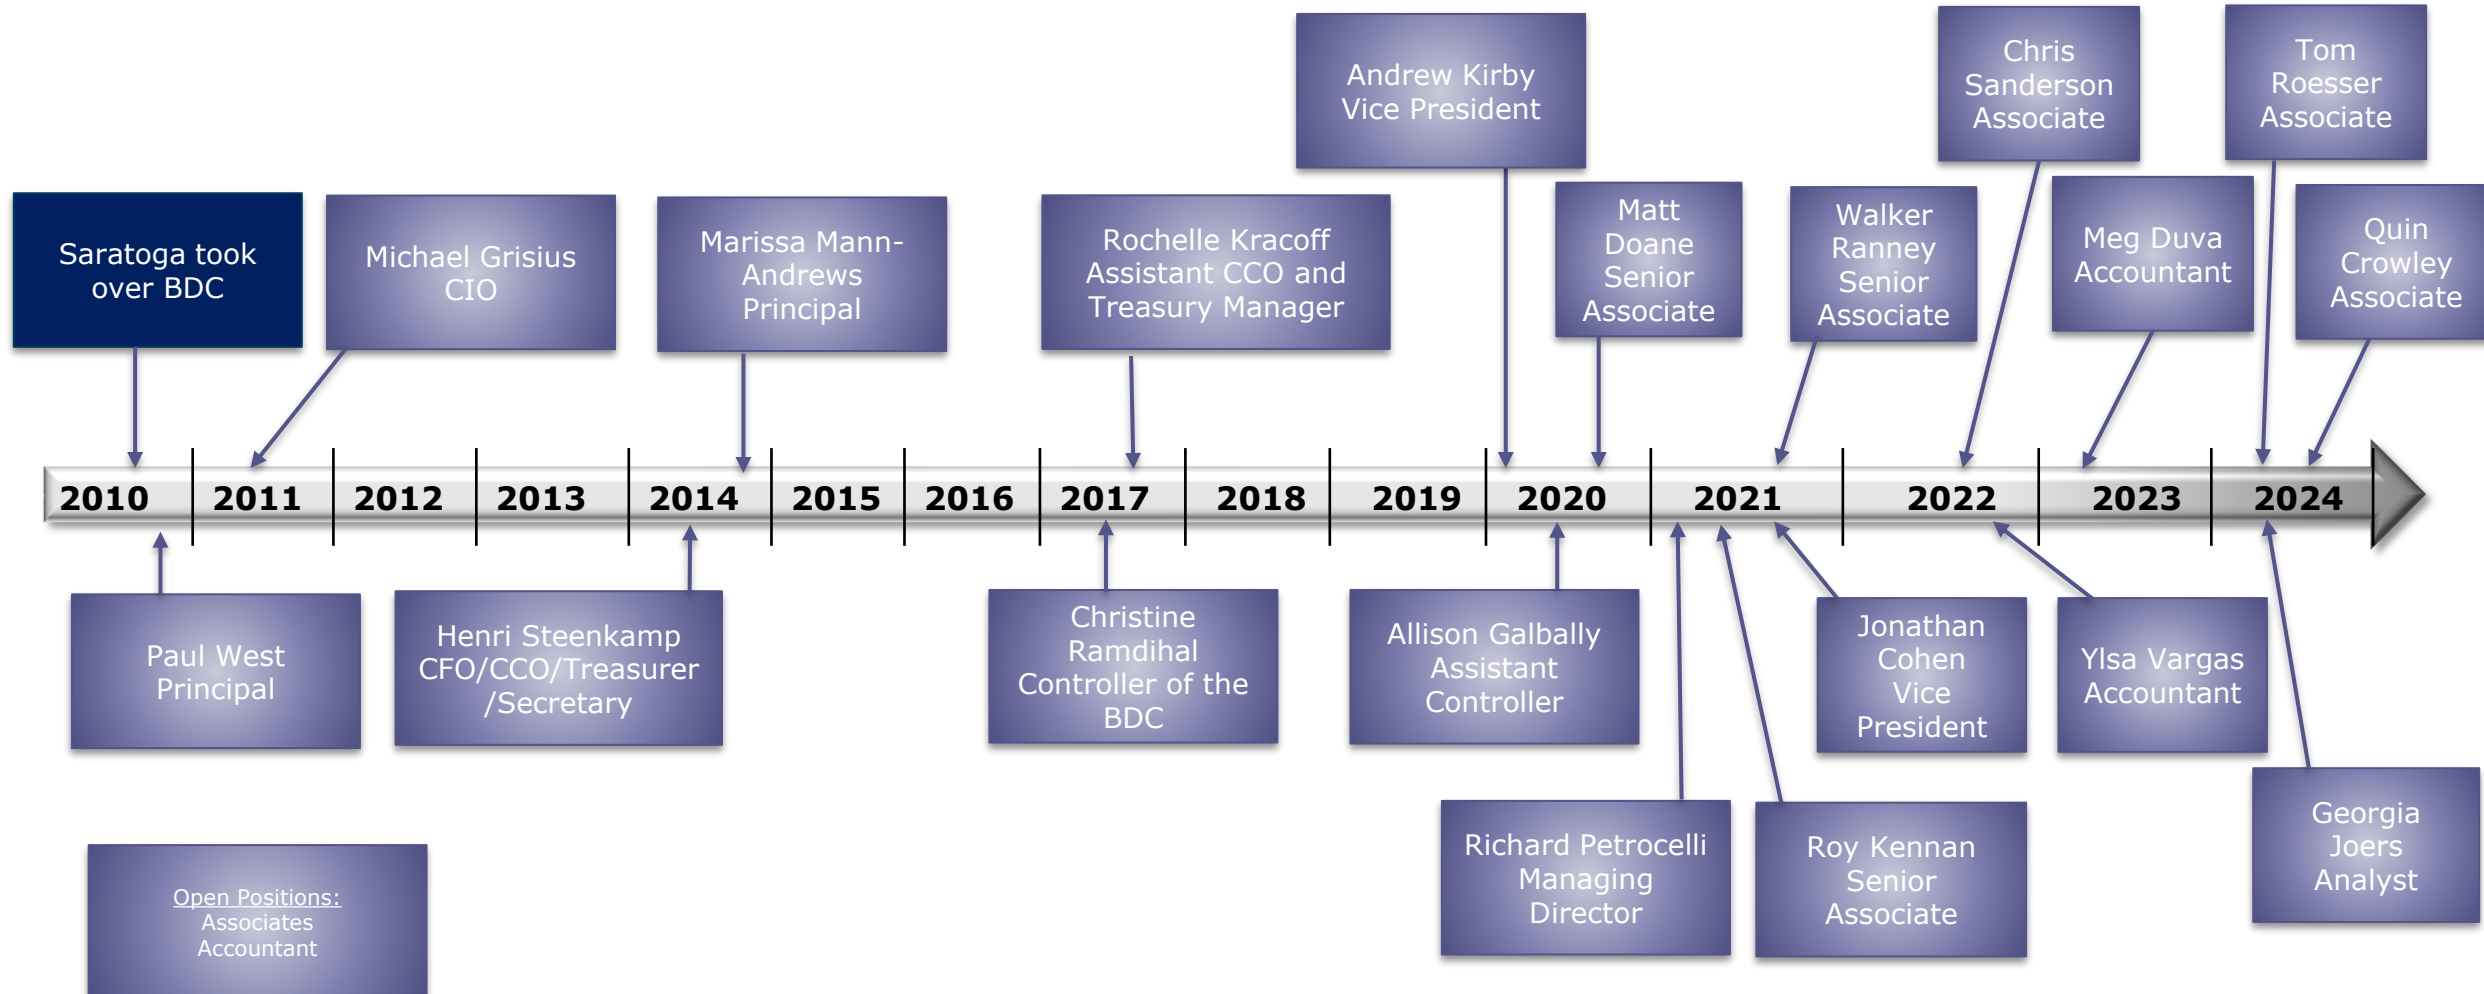 Andrew Kirby
Vice President
Chris
Sanderson
Associate
Tom
Roesser
Associate
Saratoga took
over BDC
Michael Grisius
CIO
Marissa Mann-
Andrews
Principal
Rochelle Kracoff
Assistant CCO and
Treasury Manager
Matt
Doane
Senior
Associate
Walker
Ranney
Senior
Associate
Meg Duva
Accountant
Quin
Crowley
Associate
2010 2011 2012 2013 2014 2015 2016 2017 2018 2019 2020 2021 2022 2023 2024
Paul West
Principal
Henri Steenkamp
CFO/CCO/Treasurer
/Secretary
Christine
Ramdihal
Controller of the
BDC
Allison Galbally
Assistant
Controller
Jonathan
Cohen
Vice
President
Ylsa Vargas
Accountant
Richard Petrocelli
Managing
Director
Roy Kennan
Senior
Associate
Georgia
Joers
Analyst
Open Positions:
Associates
Accountant